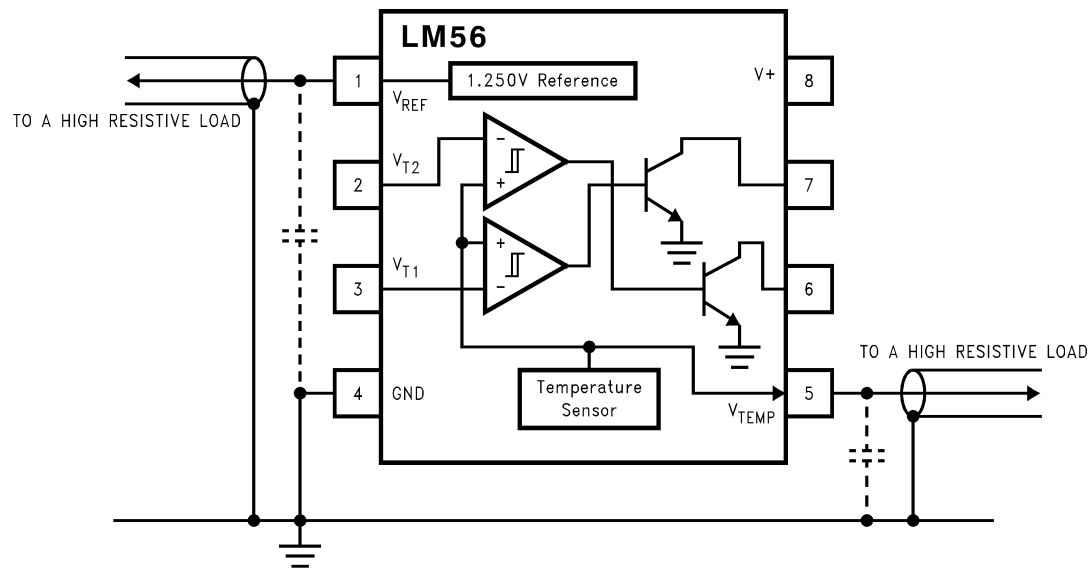 LM56
1 1.250V Reference V+ 8
VREF
TO A HIGH RESISTIVE LOAD
VT2 −
2 + 7
VT1 +
3 − 6
TO A HIGH RESISTIVE LOAD
4 GND Temperature 5
Sensor VTEMP